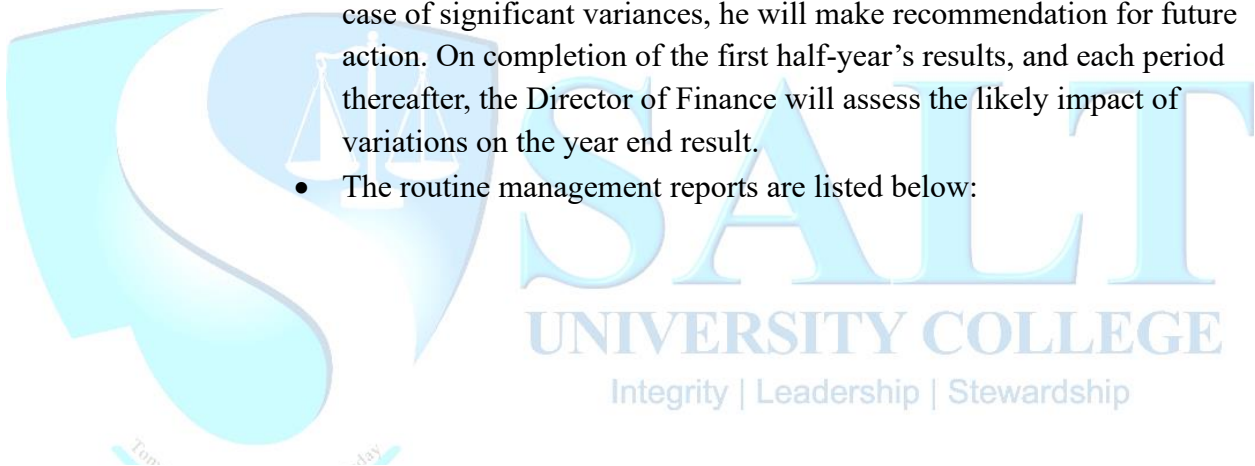 case of significant variances, he will make recommendation for future
action. On completion of the first half-year’s results, and each period
thereafter, the Director of Finance will assess the likely impact of
variations on the year end result.
• The routine management reports are listed below:
SALT
UNIVERSITY COLLEGE
Integrity | Leadership | Stewardship